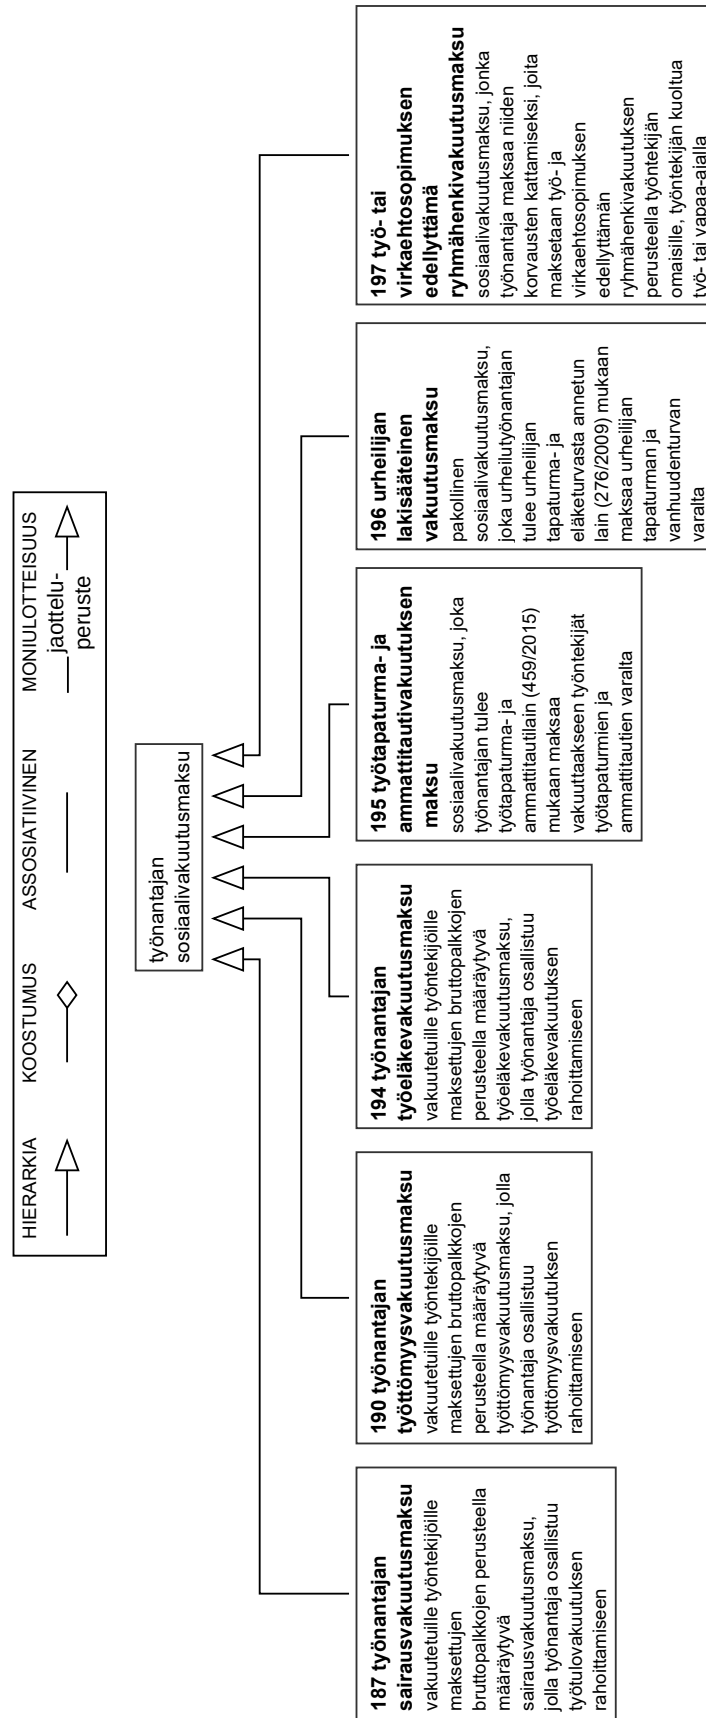 HIERARKIA
KOOSTUMUS
ASSOSIATIIVINEN
MONIULOTTEISUUS
jaottelu-
peruste
työnantajan
sosiaalivakuutusmaksu
187 työnantajan
sairausvakuutusmaksu
vakuutetuille työntekijöille
maksettujen
bruttopalkkojen perusteella
määräytyvä
sairausvakuutusmaksu,
jolla työnantaja osallistuu
työtulovakuutuksen
rahoittamiseen
190 työnantajan
työttömyysvakuutusmaksu
vakuutetuille työntekijöille
maksettujen bruttopalkkojen
perusteella määräytyvä
työttömyysvakuutusmaksu, jolla
työnantaja osallistuu
työttömyysvakuutuksen
rahoittamiseen
194 työnantajan
työeläkevakuutusmaksu
vakuutetuille työntekijöille
maksettujen bruttopalkkojen
perusteella määräytyvä
työeläkevakuutusmaksu,
jolla työnantaja osallistuu
työeläkevakuutuksen
rahoittamiseen
195 työtapaturma- ja
ammattitautivakuutuksen
maksu
sosiaalivakuutusmaksu, joka
työnantajan tulee
työtapaturma- ja
ammattitautilain (459/2015)
mukaan maksaa
vakuuttaakseen työntekijät
työtapaturmien ja
ammattitautien varalta
196 urheilijan
lakisääteinen
vakuutusmaksu
pakollinen
sosiaalivakuutusmaksu,
joka urheilutyönantajan
tulee urheilijan
tapaturma- ja
eläketurvasta annetun
lain (276/2009) mukaan
maksaa urheilijan
tapaturman ja
vanhuudenturvan
varalta
197 työ- tai
virkaehtosopimuksen
edellyttämä
ryhmähenkivakuutusmaksu
sosiaalivakuutusmaksu, jonka
työnantaja maksaa niiden
korvausten kattamiseksi, joita
maksetaan työ- ja
virkaehtosopimuksen
edellyttämän
ryhmähenkivakuutuksen
perusteella työntekijän
omaisille, työntekijän kuoltua
työ- tai vapaa-ajalla